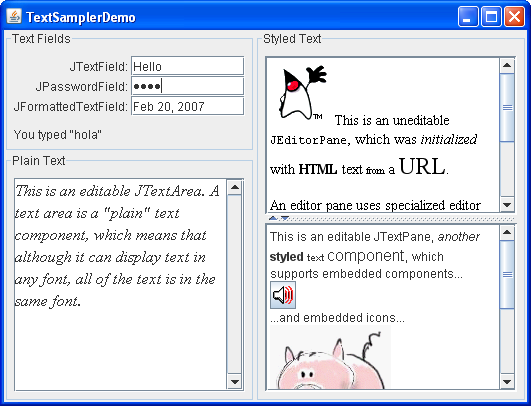 TextSamplerDemo
Text Fields
JTextField: Hello
JPasswordField: ●●●●
JFormattedTextField: Feb 20, 2007
You typed "hola"
Plain Text
This is an editable JTextArea. A
text area is a "plain" text
component, which means that
although it can display text in
any font, all of the text is in the
same font.
Styled Text
TM This is an uneditable
JEditorPane, which was initialized
with HTML text from a URL.
An editor pane uses specialized editor
This is an editable JTextPane, another
styled text component, which
supports embedded components...
...and embedded icons...